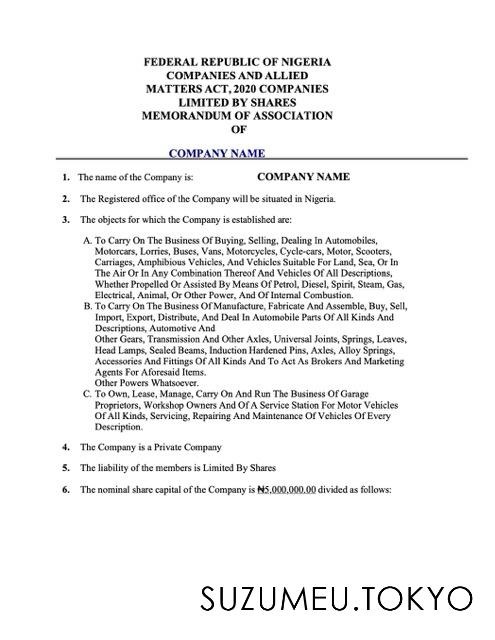 FEDERAL REPUBLIC OF NIGERIA
COMPANIES AND ALLIED
MATTERS ACT, 2020 COMPANIES
LIMITED BY SHARES
MEMORANDUM OF ASSOCIATION
OF
COMPANY NAME
1. The name of the Company is: COMPANY NAME
2. The Registered office of the Company will be situated in Nigeria.
3. The objects for which the Company is established are:
A. To Carry On The Business Of Buying, Selling, Dealing In Automobiles,
Motorcars, Lorries, Buses, Vans, Motorcycles, Cycle-cars, Motor, Scooters,
Carriages, Amphibious Vehicles, And Vehicles Suitable For Land, Sea, Or In
The Air Or In Any Combination Thereof And Vehicles Of All Descriptions,
Whether Propelled Or Assisted By Means Of Petrol, Diesel, Spirit, Steam, Gas,
Electrical, Animal, Or Other Power, And Of Internal Combustion.
B. To Carry On The Business Of Manufacture, Fabricate And Assemble, Buy, Sell,
Import, Export, Distribute, And Deal In Automobile Parts Of All Kinds And
Descriptions, Automotive And
Other Gears, Transmission And Other Axles, Universal Joints, Springs, Leaves,
Head Lamps, Sealed Beams, Induction Hardened Pins, Axles, Alloy Springs,
Accessories And Fittings Of All Kinds And To Act As Brokers And Marketing
Agents For Aforesaid Items.
Other Powers Whatsoever.
C. To Own, Lease, Manage, Carry On And Run The Business Of Garage
Proprietors, Workshop Owners And Of A Service Station For Motor Vehicles
Of All Kinds, Servicing, Repairing And Maintenance Of Vehicles Of Every
Description.
4. The Company is a Private Company
5. The liability of the members is Limited By Shares
6. The nominal share capital of the Company is ₦5,000,000.00 divided as follows:
SUZUMEU.TOKYO